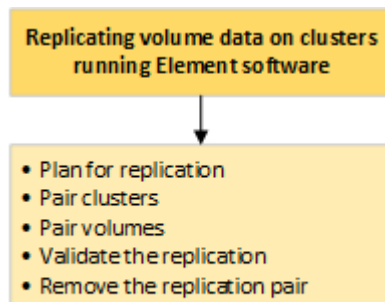 Replicating volume data on clusters
running Element software
• Plan for replication
• Pair clusters
• Pair volumes
• Validate the replication
• Remove the replication pair